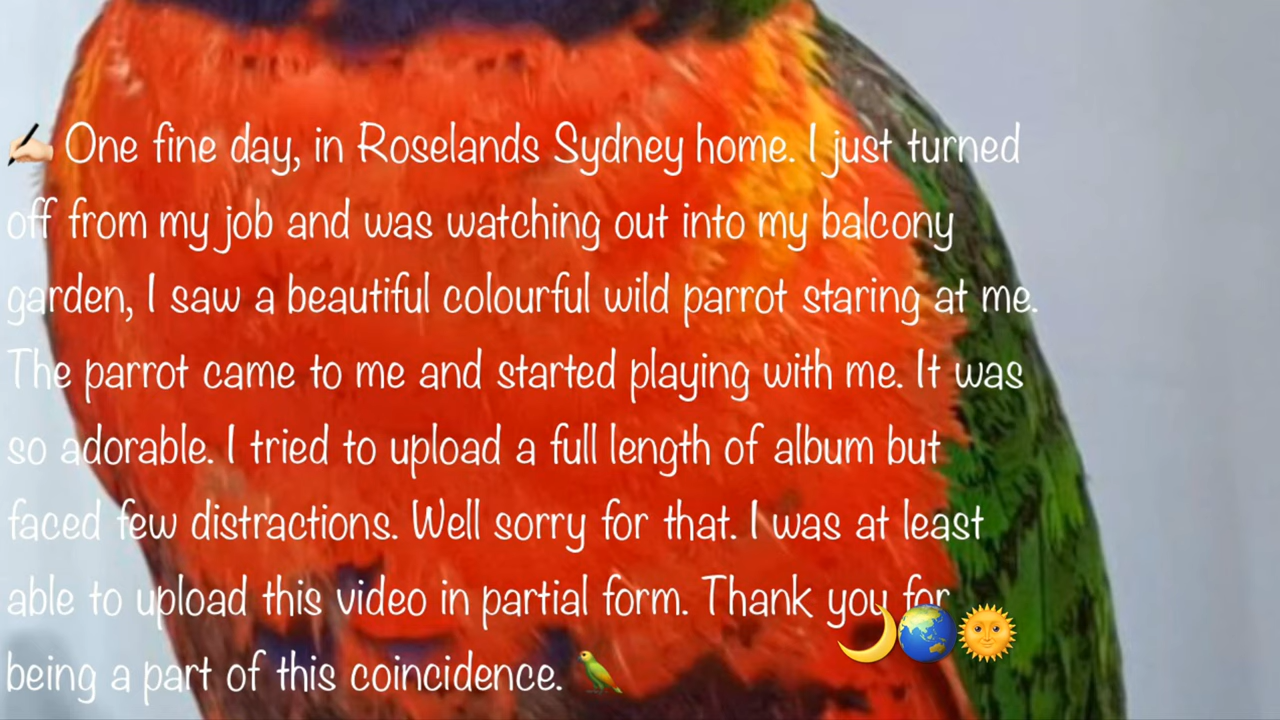 ✍🏻 One fine day, in Roselands Sydney home. I just turned
off from my job and was watching out into my balcony
garden, I saw a beautiful colourful wild parrot staring at me.
The parrot came to me and started playing with me. It was
so adorable. I tried to upload a full length of album but
faced few distractions. Well sorry for that. I was at least
able to upload this video in partial form. Thank you for
being a part of this coincidence. 🦜